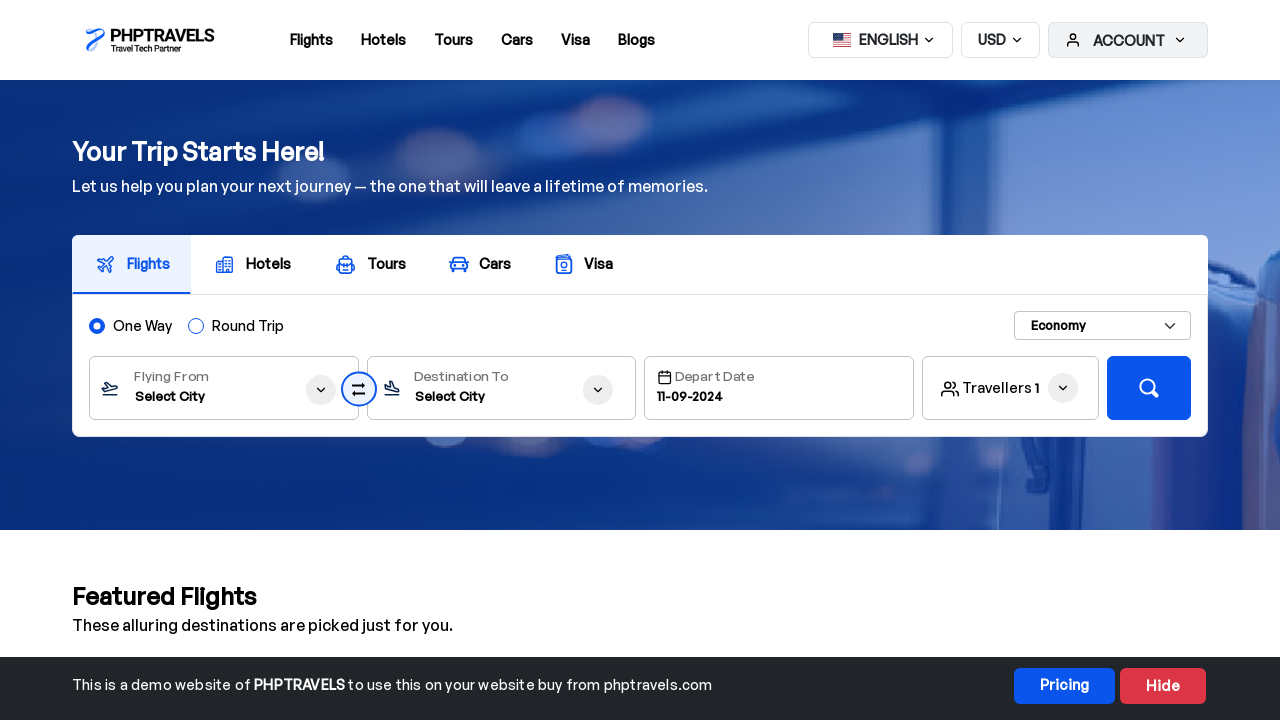 PHPTRAVELS
Travel Tech Partner
Flights
Hotels
Tours
Cars
Visa
Blogs
ENGLISH
USD
ACCOUNT
Your Trip Starts Here!
Let us help you plan your next journey — the one that will leave a lifetime of memories.
Flights
Hotels
Tours
Cars
Visa
One Way
Round Trip
Economy
Flying From
Select City
Destination To
Select City
Depart Date
11-09-2024
Travellers 1
Featured Flights
These alluring destinations are picked just for you.
This is a demo website of PHPTRAVELS to use this on your website buy from phptravels.com
Pricing
Hide